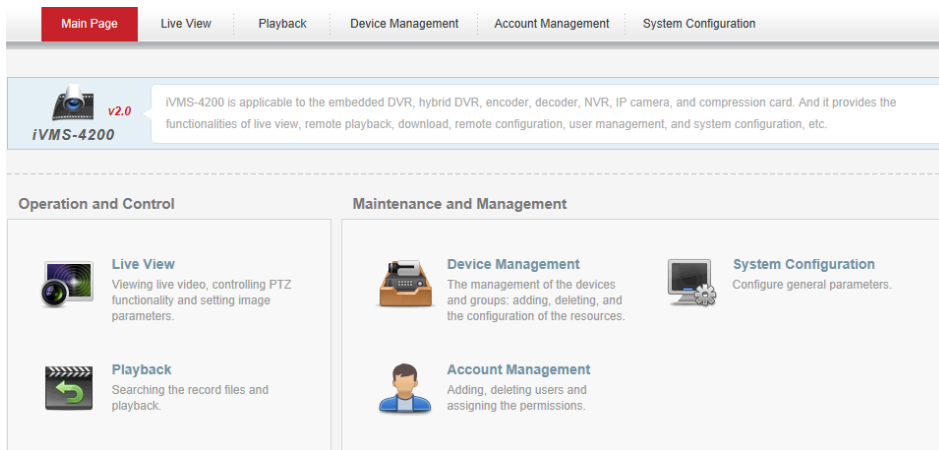 Main Page Live View Playback Device Management Account Management System Configuration
iVMS-4200 v2.0
iVMS-4200 is applicable to the embedded DVR, hybrid DVR, encoder, decoder, NVR, IP camera, and compression card. And it provides the
functionalities of live view, remote playback, download, remote configuration, user management, and system configuration, etc.
Operation and Control
Live View
Viewing live video, controlling PTZ
functionality and setting image
parameters.
Playback
Searching the record files and
playback.
Maintenance and Management
Device Management
The management of the devices
and groups: adding, deleting, and
the configuration of the resources.
System Configuration
Configure general parameters.
Account Management
Adding, deleting users and
assigning the permissions.